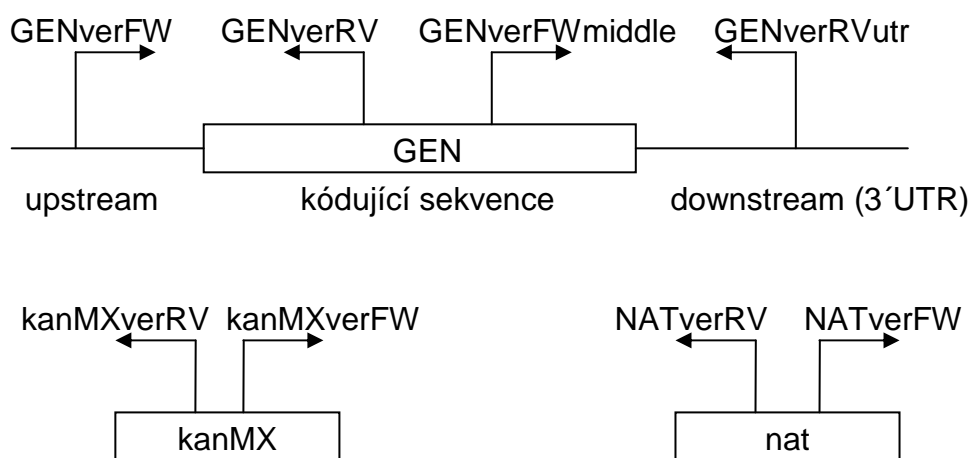 GENverFW GENverRV GENverFWmiddle GENverRVutr
GEN
upstream kódující sekvence downstream (3´UTR)
kanMXverRV kanMXverFW NATverRV NATverFW
kanMX nat